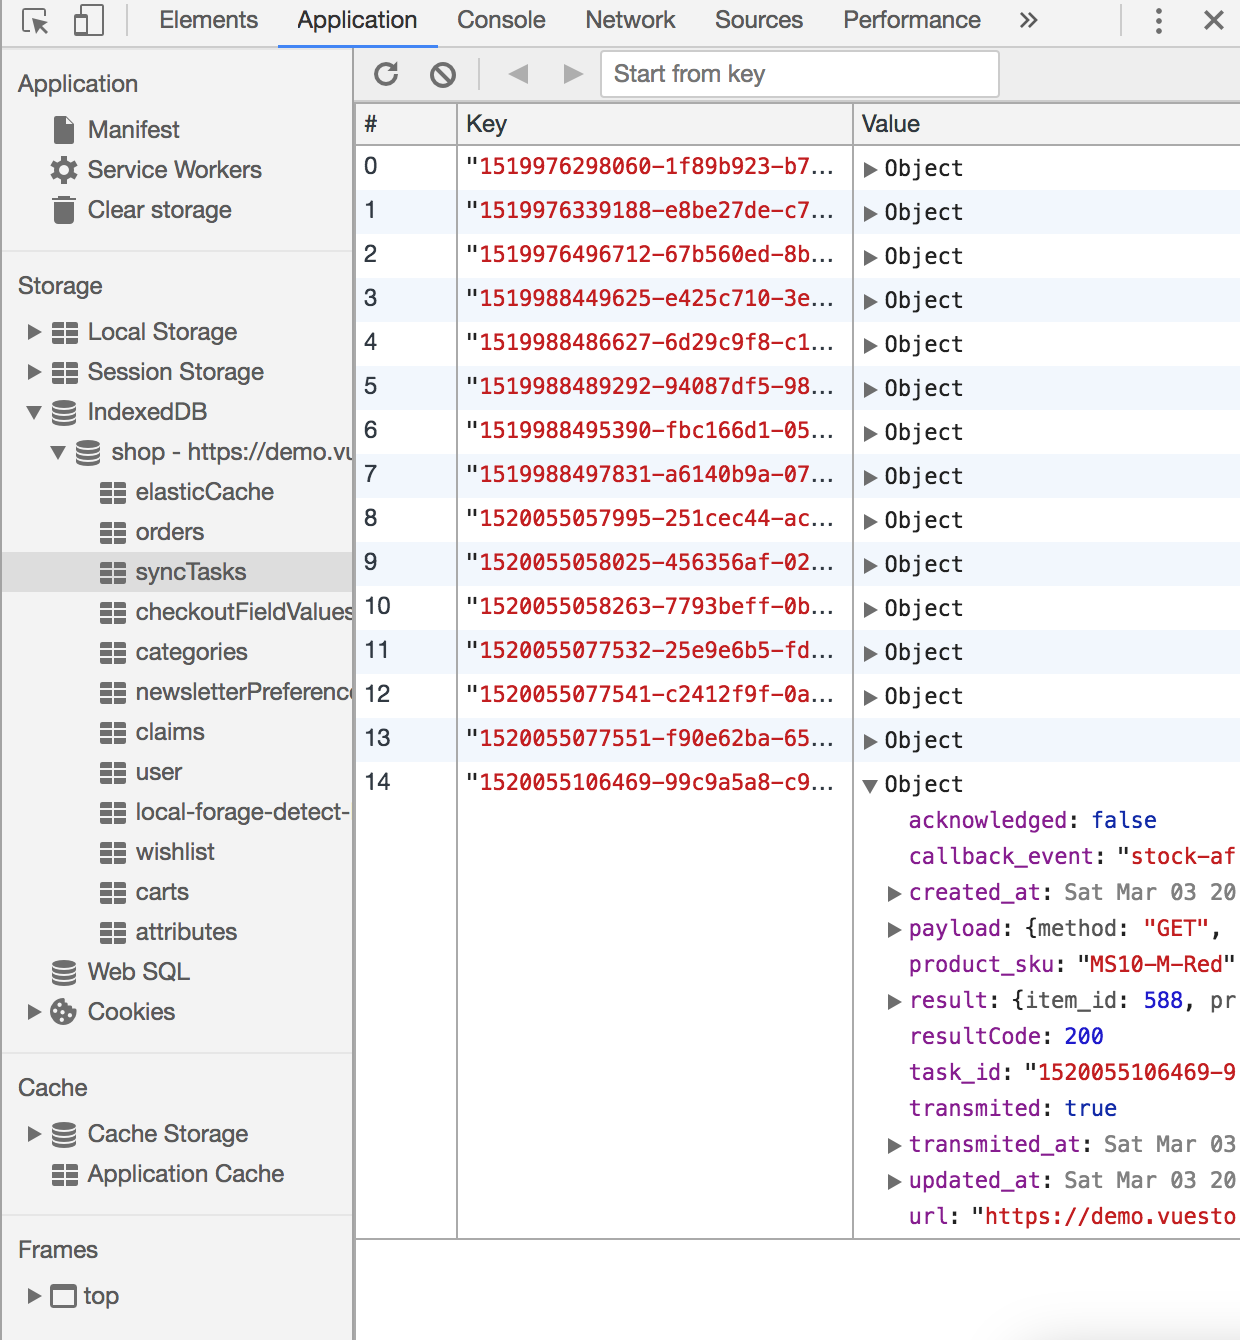 Elements Application Console Network Sources Performance »
Application
Manifest
Service Workers
Clear storage
Storage
Local Storage
Session Storage
IndexedDB
shop - https://demo.vu
elasticCache
orders
syncTasks
checkoutFieldValues
categories
newsletterPreference
claims
user
local-forage-detect-
wishlist
carts
attributes
Web SQL
Cookies
Cache
Cache Storage
Application Cache
Frames
top
Start from key
# Key Value
0 "1519976298060-1f89b923-b7… Object
1 "1519976339188-e8be27de-c7… Object
2 "1519976496712-67b560ed-8b… Object
3 "1519988449625-e425c710-3e… Object
4 "1519988486627-6d29c9f8-c1… Object
5 "1519988489292-94087df5-98… Object
6 "1519988495390-fbc166d1-05… Object
7 "1519988497831-a6140b9a-07… Object
8 "1520055057995-251cec44-ac… Object
9 "1520055058025-456356af-02… Object
10 "1520055058263-7793beff-0b… Object
11 "1520055077532-25e9e6b5-fd… Object
12 "1520055077541-c2412f9f-0a… Object
13 "1520055077551-f90e62ba-65… Object
14 "1520055106469-99c9a5a8-c9… Object
acknowledged: false
callback_event: "stock-af
created_at: Sat Mar 03 20
payload: {method: "GET",
product_sku: "MS10-M-Red"
result: {item_id: 588, pr
resultCode: 200
task_id: "1520055106469-9
transmited: true
transmited_at: Sat Mar 03
updated_at: Sat Mar 03 20
url: "https://demo.vuesto